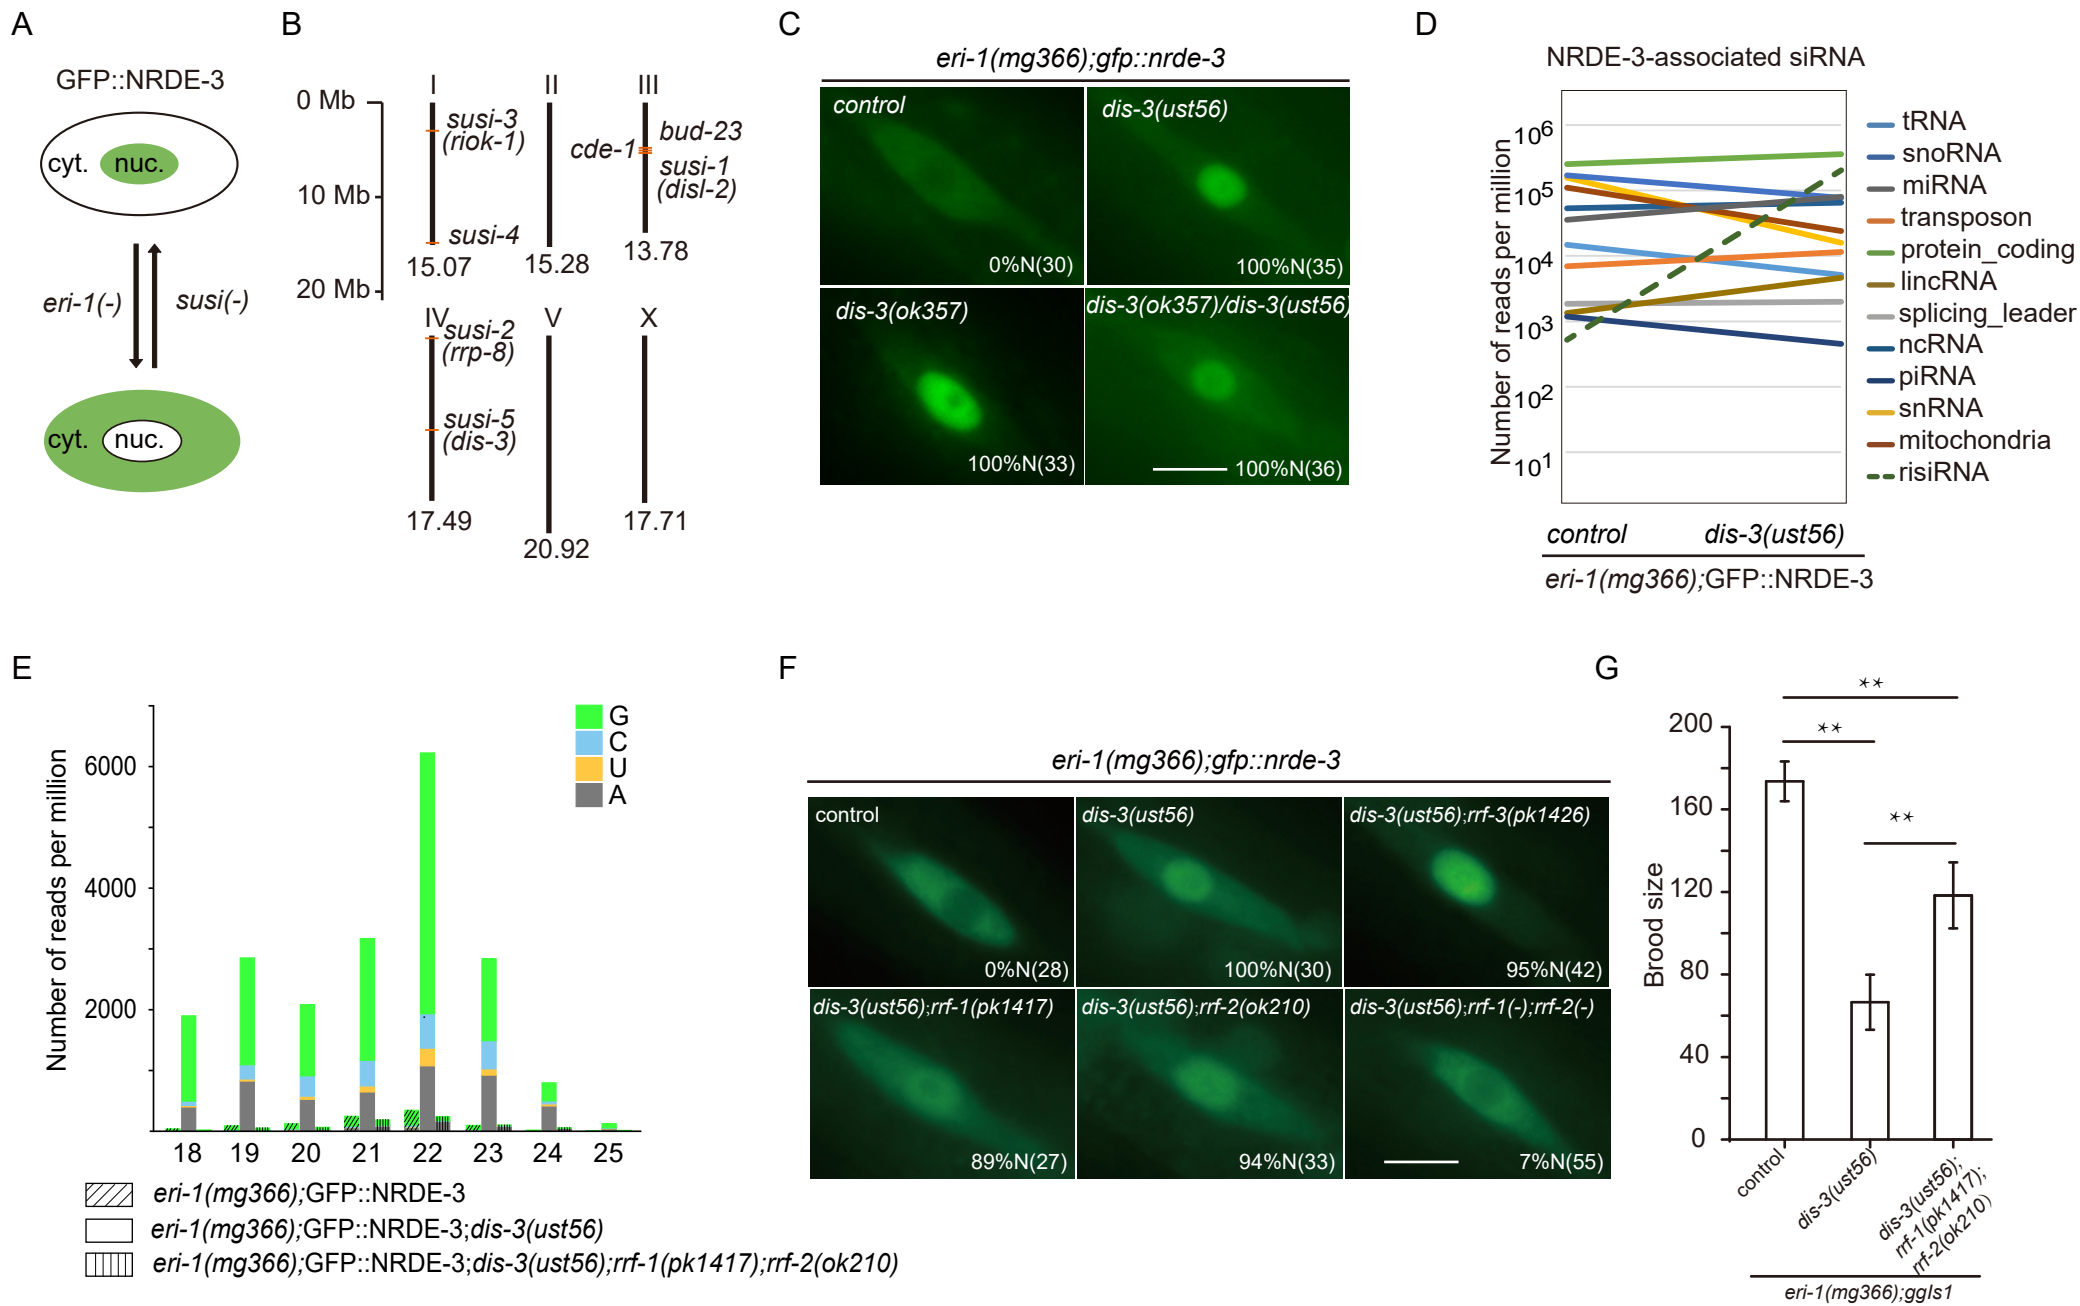 A
GFP::NRDE-3
cyt.
nuc.
eri-1(-)
susi(-)
cyt.
nuc.
B
0 Mb
10 Mb
20 Mb
I
susi-3
(riok-1)
susi-4
15.07
II
15.28
III
cde-1
bud-23
susi-1
(disl-2)
13.78
IV
susi-2
(rrp-8)
susi-5
(dis-3)
17.49
V
20.92
X
17.71
C
eri-1(mg366);gfp::nrde-3
control
0%N(30)
dis-3(ust56)
100%N(35)
dis-3(ok357)
100%N(33)
dis-3(ok357)/dis-3(ust56)
100%N(36)
D
NRDE-3-associated siRNA
Number of reads per million
10^6
10^5
10^4
10^3
10^2
10^1
tRNA
snoRNA
miRNA
transposon
protein_coding
lincRNA
splicing_leader
ncRNA
piRNA
snRNA
mitochondria
risiRNA
control
dis-3(ust56)
eri-1(mg366);GFP::NRDE-3
E
Number of reads per million
6000
4000
2000
G
C
U
A
18 19 20 21 22 23 24 25
eri-1(mg366);GFP::NRDE-3
eri-1(mg366);GFP::NRDE-3;dis-3(ust56)
eri-1(mg366);GFP::NRDE-3;dis-3(ust56);rrf-1(pk1417);rrf-2(ok210)
F
eri-1(mg366);gfp::nrde-3
control
0%N(28)
dis-3(ust56)
100%N(30)
dis-3(ust56);rrf-3(pk1426)
95%N(42)
dis-3(ust56);rrf-1(pk1417)
89%N(27)
dis-3(ust56);rrf-2(ok210)
94%N(33)
dis-3(ust56);rrf-1(-);rrf-2(-)
7%N(55)
G
**
**
**
Brood size
200
160
120
80
40
0
control
dis-3(ust56)
dis-3(ust56);
rrf-1(pk1417);
rrf-2(ok210)
eri-1(mg366);ggIs1